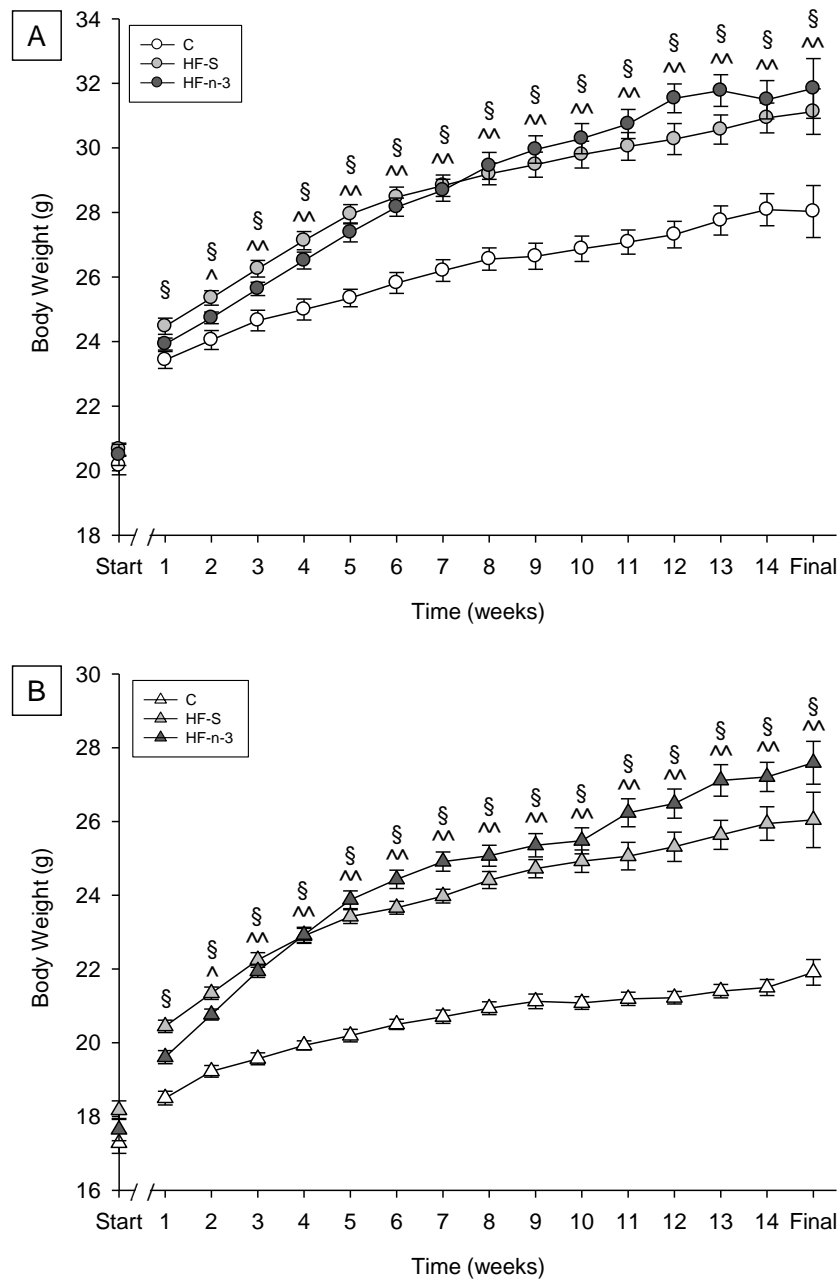 A
C
HF-S
HF-n-3
34
32
30
28
26
24
22
20
18
Body Weight (g)
§ § § § § § § § § § § § § § §
^ ^^ ^^ ^^ ^^ ^^ ^^ ^^ ^^ ^^ ^^ ^^ ^^ ^^
Start 1 2 3 4 5 6 7 8 9 10 11 12 13 14 Final
Time (weeks)
B
C
HF-S
HF-n-3
30
28
26
24
22
20
18
16
Body Weight (g)
§ § § § § § § § § § § § § § §
^ ^^ ^^ ^^ ^^ ^^ ^^ ^^ ^^ ^^ ^^ ^^ ^^ ^^
Start 1 2 3 4 5 6 7 8 9 10 11 12 13 14 Final
Time (weeks)